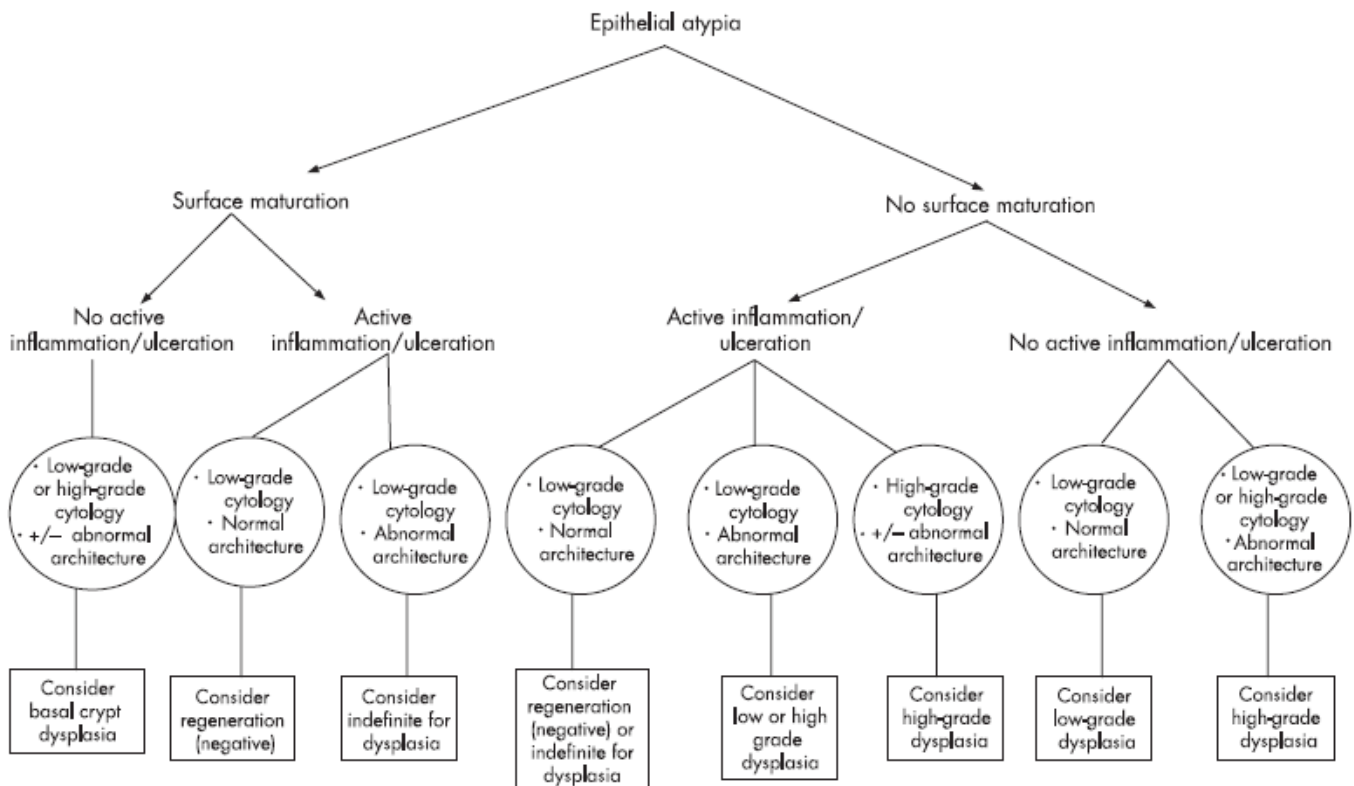 Epithelial atypia
Surface maturation
No surface maturation
No active
inflammation/ulceration
Active
inflammation/ulceration
Active inflammation/
ulceration
No active inflammation/ulceration
· Low-grade
or high-grade
cytology
· +/− abnormal
architecture
· Low-grade
cytology
· Normal
architecture
· Low-grade
cytology
· Abnormal
architecture
· Low-grade
cytology
· Normal
architecture
· Low-grade
cytology
· Abnormal
architecture
· High-grade
cytology
· +/− abnormal
architecture
· Low-grade
cytology
· Normal
architecture
· Low-grade
or high-grade
cytology
· Abnormal
architecture
Consider
basal crypt
dysplasia
Consider
regeneration
(negative)
Consider
indefinite for
dysplasia
Consider
regeneration
(negative) or
indefinite for
dysplasia
Consider
low or high
grade
dysplasia
Consider
high-grade
dysplasia
Consider
low-grade
dysplasia
Consider
high-grade
dysplasia